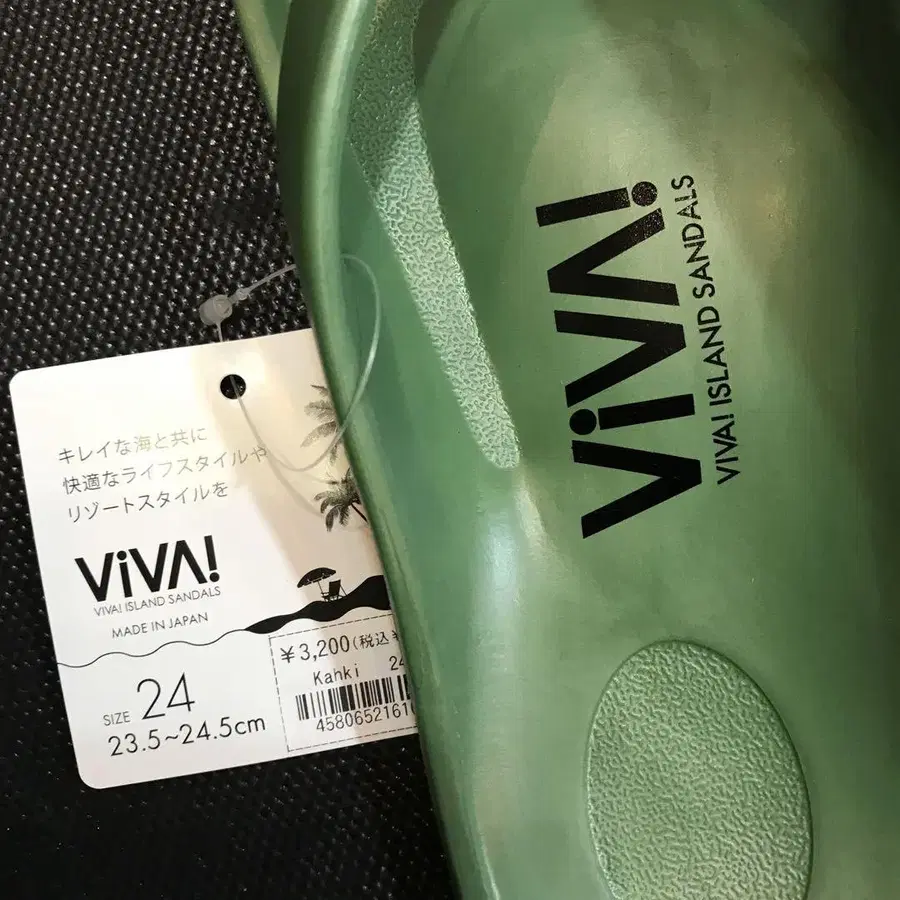 キレイな海と共に
快適なライフスタイルや
リゾートスタイルを
ViVA!
VIVA! ISLAND SANDALS
MADE IN JAPAN
SIZE 24
23.5~24.5cm
¥3,200(税込
Kahki 24
458065216
ViVA!
VIVA! ISLAND SANDALS